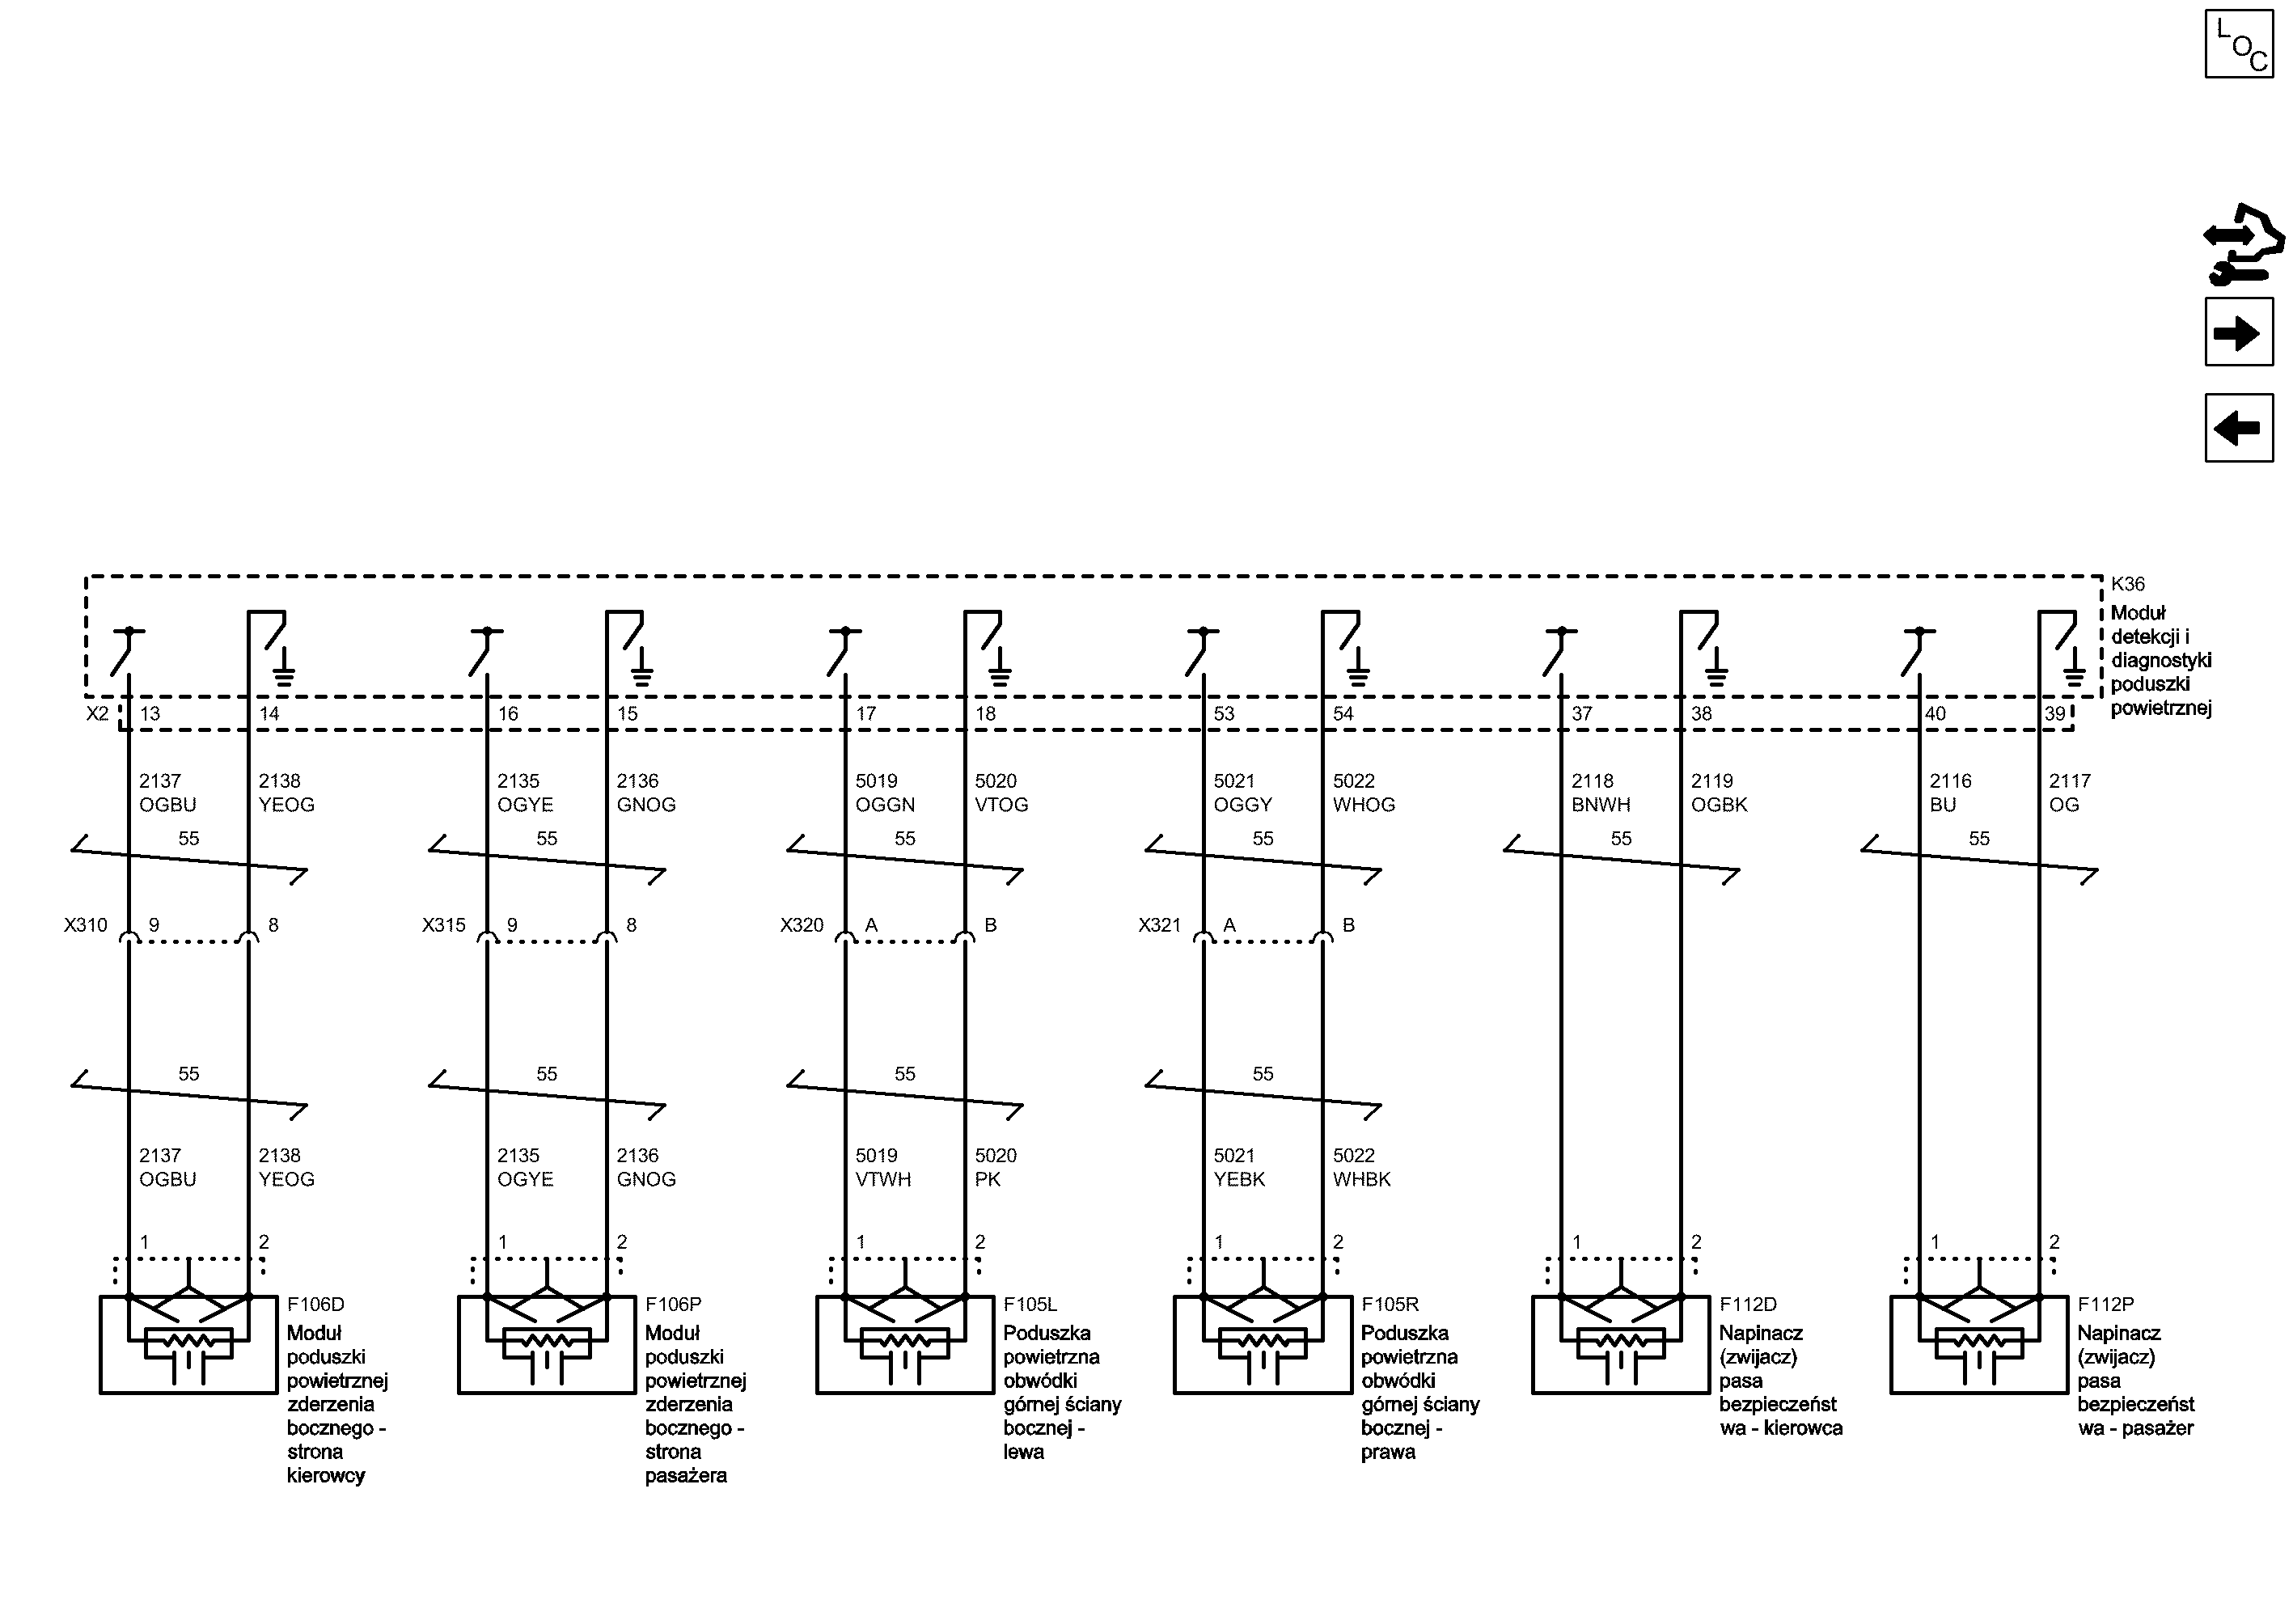 L
O
C
K36
Moduł
detekcji i
diagnostyki
poduszki
powietrznej
X2 13 14 16 15 17 18 53 54 37 38 40 39
2137 2138 2135 2136 5019 5020 5021 5022 2118 2119 2116 2117
OGBU YEOG OGYE GNOG OGGN VTOG OGGY WHOG BNWH OGBK BU OG
55 55 55 55 55 55
X310 9 8 X315 9 8 X320 A B X321 A B
55 55 55 55
2137 2138 2135 2136 5019 5020 5021 5022
OGBU YEOG OGYE GNOG VTWH PK YEBK WHBK
1 2 1 2 1 2 1 2 1 2 1 2
F106D
Moduł
poduszki
powietrznej
zderzenia
bocznego -
strona
kierowcy
F106P
Moduł
poduszki
powietrznej
zderzenia
bocznego -
strona
pasażera
F105L
Poduszka
powietrzna
obwódki
górnej ściany
bocznej -
lewa
F105R
Poduszka
powietrzna
obwódki
górnej ściany
bocznej -
prawa
F112D
Napinacz
(zwijacz)
pasa
bezpieczeńst
wa - kierowca
F112P
Napinacz
(zwijacz)
pasa
bezpieczeńst
wa - pasażer